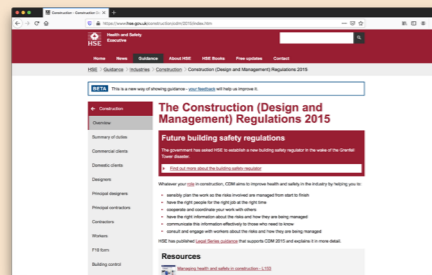 Construction - Construction De
https://www.hse.gov.uk/construction/cdm/2015/index.htm
HSE
Health and Safety
Executive
Home News Guidance About HSE HSE Books Free updates Contact
HSE > Guidance > Industries > Construction > Construction (Design and Management) Regulations 2015
BETA This is a new way of showing guidance - your feedback will help us improve it.
← Construction
Overview
Summary of duties
Commercial clients
Domestic clients
Designers
Principal designers
Principal contractors
Contractors
Workers
F10 form
Building control
The Construction (Design and
Management) Regulations 2015
Future building safety regulations
The government has asked HSE to establish a new building safety regulator in the wake of the Grenfell
Tower disaster.
Find out more about the building safety regulator
Whatever your role in construction, CDM aims to improve health and safety in the industry by helping you to:
sensibly plan the work so the risks involved are managed from start to finish
have the right people for the right job at the right time
cooperate and coordinate your work with others
have the right information about the risks and how they are being managed
communicate this information effectively to those who need to know
consult and engage with workers about the risks and how they are being managed
HSE has published Legal Series guidance that supports CDM 2015 and explains it in more detail.
Resources
Managing health and safety in construction - L153